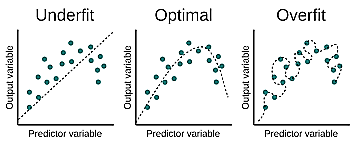 Underfit
Optimal
Overfit
Output variable
Predictor variable
Output variable
Predictor variable
Output variable
Predictor variable